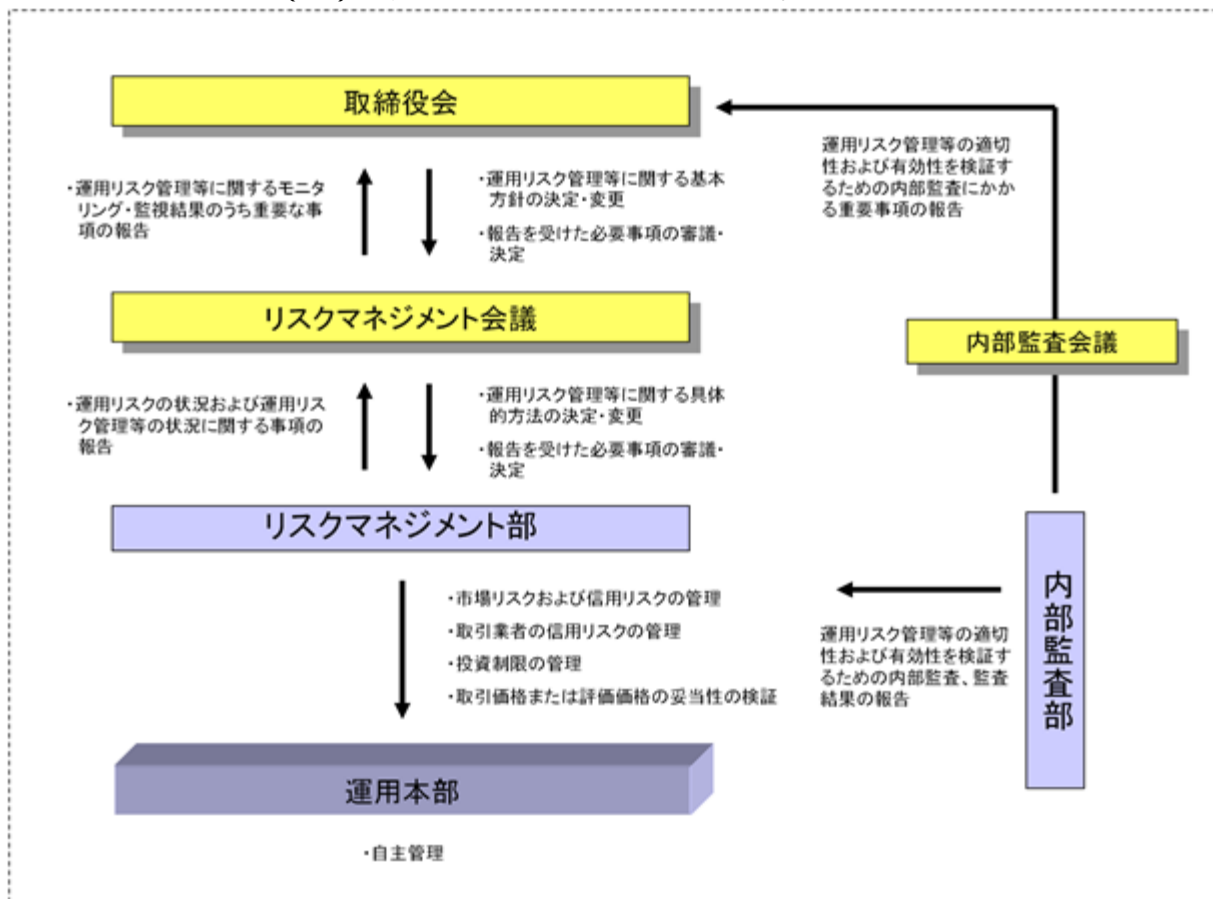 取締役会
・運用リスク管理等に関するモニ
タリング・監視結果のうち重要な事
項の報告
・運用リスク管理等に関する基本
方針の決定・変更
・報告を受けた必要事項の審議・
決定
運用リスク管理等の適切
性および有効性を検証す
るための内部監査にかか
る重要事項の報告
リスクマネジメント会議
内部監査会議
・運用リスクの状況および運用リス
ク管理等の状況に関する事項の
報告
・運用リスク管理等に関する具体
的方法の決定・変更
・報告を受けた必要事項の審議・
決定
リスクマネジメント部
・市場リスクおよび信用リスクの管理
・取引業者の信用リスクの管理
・投資制限の管理
・取引価格または評価価格の妥当性の検証
運用リスク管理等の適切
性および有効性を検証す
るための内部監査、監査
結果の報告
内部監査部
運用本部
・自主管理